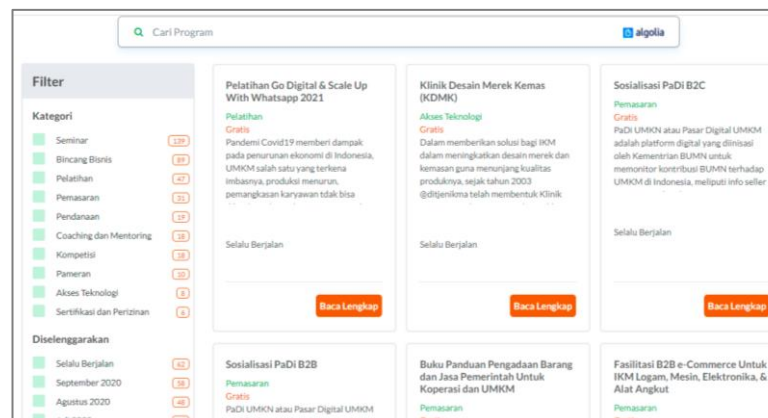 Cari Program
algolia
Filter
Kategori
Seminar 139
Bincang Bisnis 89
Pelatihan 47
Pemasaran 31
Pendanaan 19
Coaching dan Mentoring 18
Kompetisi 18
Pameran 10
Akses Teknologi 8
Sertifikasi dan Perizinan 6
Diselenggarakan
Selalu Berjalan 62
September 2020 58
Agustus 2020 48
Pelatihan Go Digital & Scale Up
With Whatsapp 2021
Pelatihan
Gratis
Pandemi Covid19 memberi dampak
pada penurunan ekonomi di Indonesia,
UMKM salah satu yang terkena
imbasnya, produksi menurun,
pemangkasan karyawan tdak bisa
Selalu Berjalan
Baca Lengkap
Klinik Desain Merek Kemas
(KDMK)
Akses Teknologi
Gratis
Dalam memberikan solusi bagi IKM
dalam meningkatkan desain merek dan
kemasan guna menunjang kualitas
produknya, sejak tahun 2003
@ditjenikma telah membentuk Klinik
Selalu Berjalan
Baca Lengkap
Sosialisasi PaDi B2C
Pemasaran
Gratis
PaDi UMKN atau Pasar Digital UMKM
adalah platform digital yang diinisasi
oleh Kementrian BUMN untuk
memonitor kontribusi BUMN terhadap
UMKM di Indonesia, meliputi info seller
Selalu Berjalan
Baca Lengkap
Sosialisasi PaDi B2B
Pemasaran
Gratis
PaDi UMKN atau Pasar Digital UMKM
Buku Panduan Pengadaan Barang
dan Jasa Pemerintah Untuk
Koperasi dan UMKM
Pemasaran
Fasilitasi B2B e-Commerce Untuk
IKM Logam, Mesin, Elektronika, &
Alat Angkut
Pemasaran